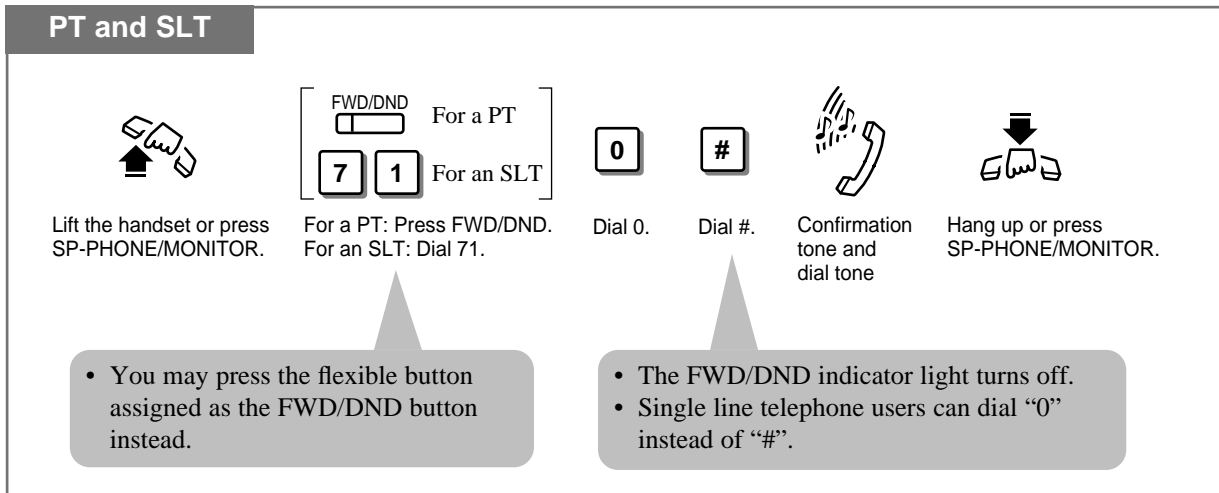 PT and SLT
FWD/DND
For a PT
7 1 For an SLT
0
#
Lift the handset or press
SP-PHONE/MONITOR.
For a PT: Press FWD/DND.
For an SLT: Dial 71.
Dial 0.
Dial #.
Confirmation
tone and
dial tone
Hang up or press
SP-PHONE/MONITOR.
• You may press the flexible button
assigned as the FWD/DND button
instead.
• The FWD/DND indicator light turns off.
• Single line telephone users can dial “0”
instead of “#”.